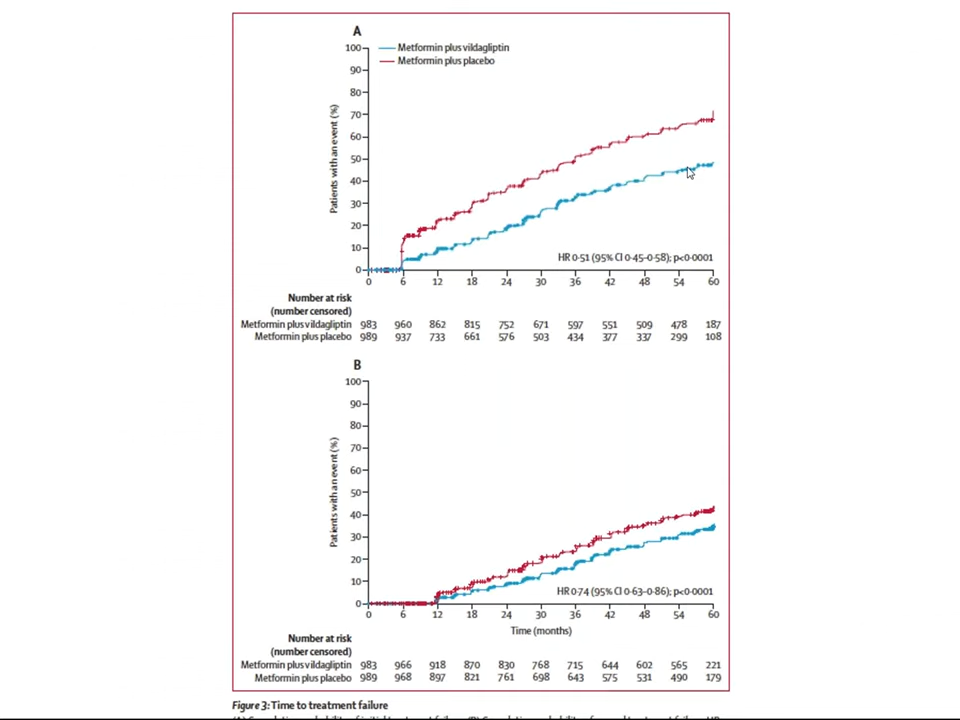 A
Metformin plus vildagliptin
Metformin plus placebo
100
90
80
70
60
50
40
30
20
10
0
Patients with an event (%)
HR 0·51 (95% CI 0·45–0·58); p<0·0001
0 6 12 18 24 30 36 42 48 54 60
Number at risk
(number censored)
Metformin plus vildagliptin 983 960 862 815 752 671 597 551 509 478 187
Metformin plus placebo 989 937 733 661 576 503 434 377 337 299 108
B
100
90
80
70
60
50
40
30
20
10
0
Patients with an event (%)
HR 0·74 (95% CI 0·63–0·86); p<0·0001
0 6 12 18 24 30 36 42 48 54 60
Time (months)
Number at risk
(number censored)
Metformin plus vildagliptin 983 966 918 870 830 768 715 644 602 565 221
Metformin plus placebo 989 968 897 821 761 698 643 575 531 490 179
Figure 3: Time to treatment failure